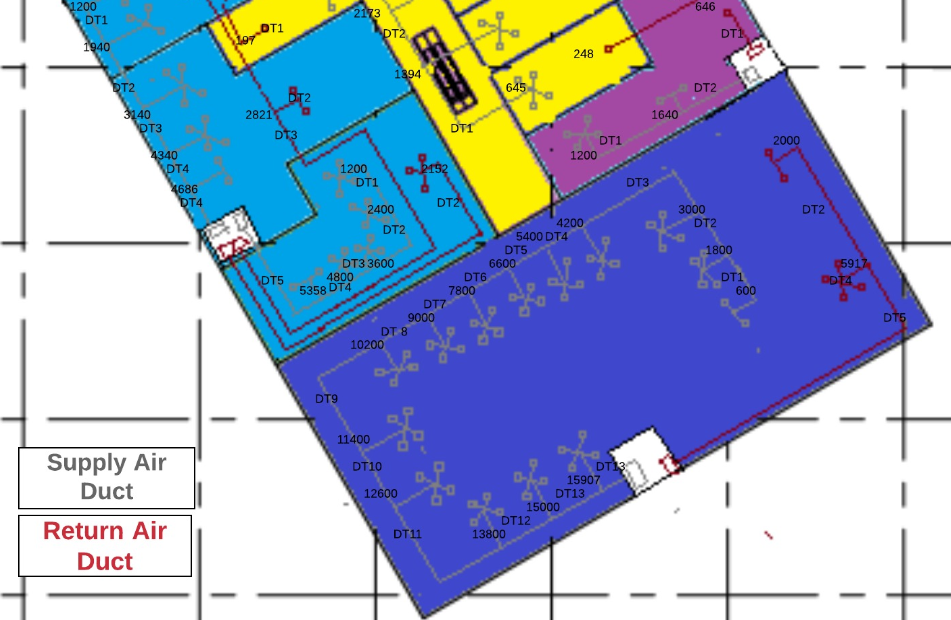 1200
DT1
1940
197
DT1
2173
DT2
1394
646
DT1
248
DT2
3140
DT3
4340
DT4
4686
DT4
DT2
2821
DT3
645
DT1
DT2
1640
DT1
1200
2000
1200
DT1
2152
DT2
2400
DT2
DT3
3600
4800
DT4
5358
DT5
DT3
4200
DT4
5400
DT5
6600
DT6
7800
DT7
9000
DT 8
10200
3000
DT2
1800
DT1
600
DT2
5917
DT4
DT5
DT9
11400
DT10
12600
DT11
13800
DT12
15000
DT13
15907
DT13
Supply Air
Duct
Return Air
Duct